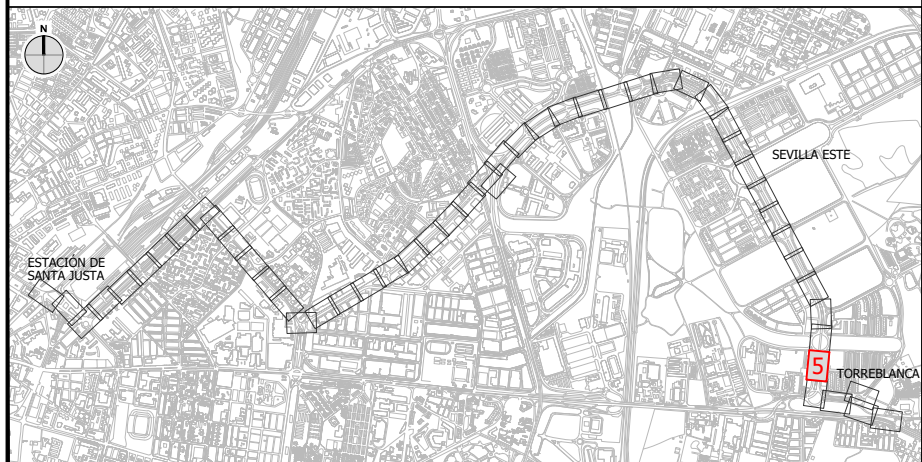 N
SEVILLA ESTE
ESTACIÓN DE
SANTA JUSTA
5
TORREBLANCA